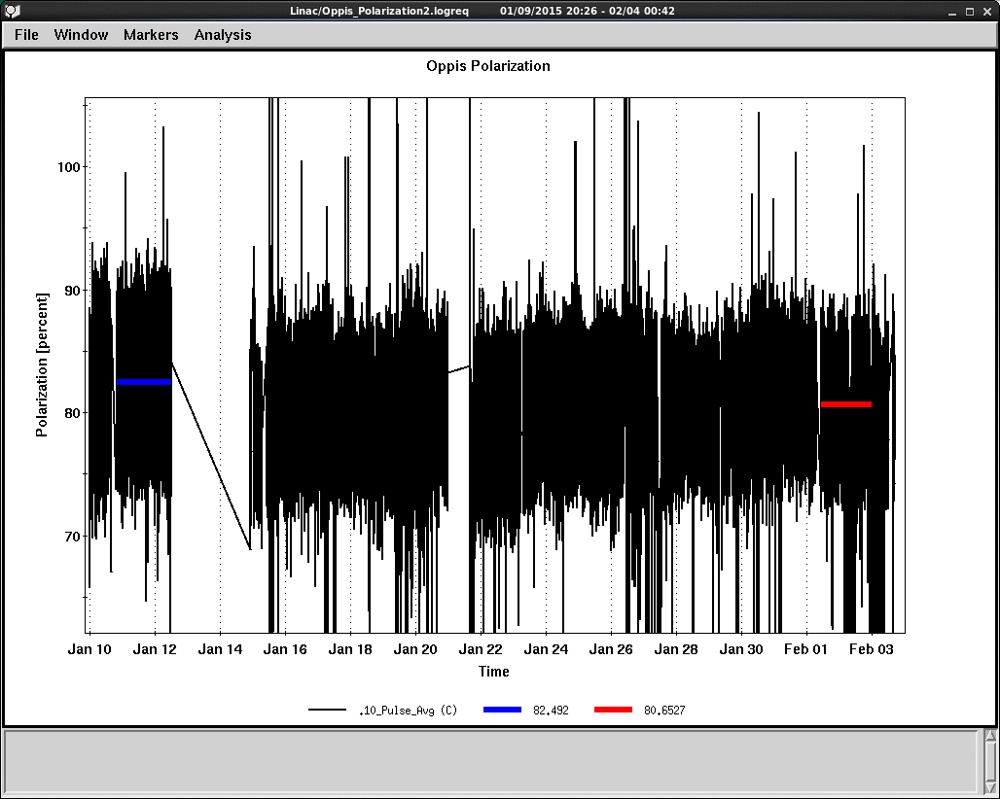 Linac/Oppis_Polarization2.logreq 01/09/2015 20:26 - 02/04 00:42
File Window Markers Analysis
Oppis Polarization
100
90
80
70
Polarization [percent]
Jan 10 Jan 12 Jan 14 Jan 16 Jan 18 Jan 20 Jan 22 Jan 24 Jan 26 Jan 28 Jan 30 Feb 01 Feb 03
Time
.10_Pulse_Avg (C) 82.492 80.6527